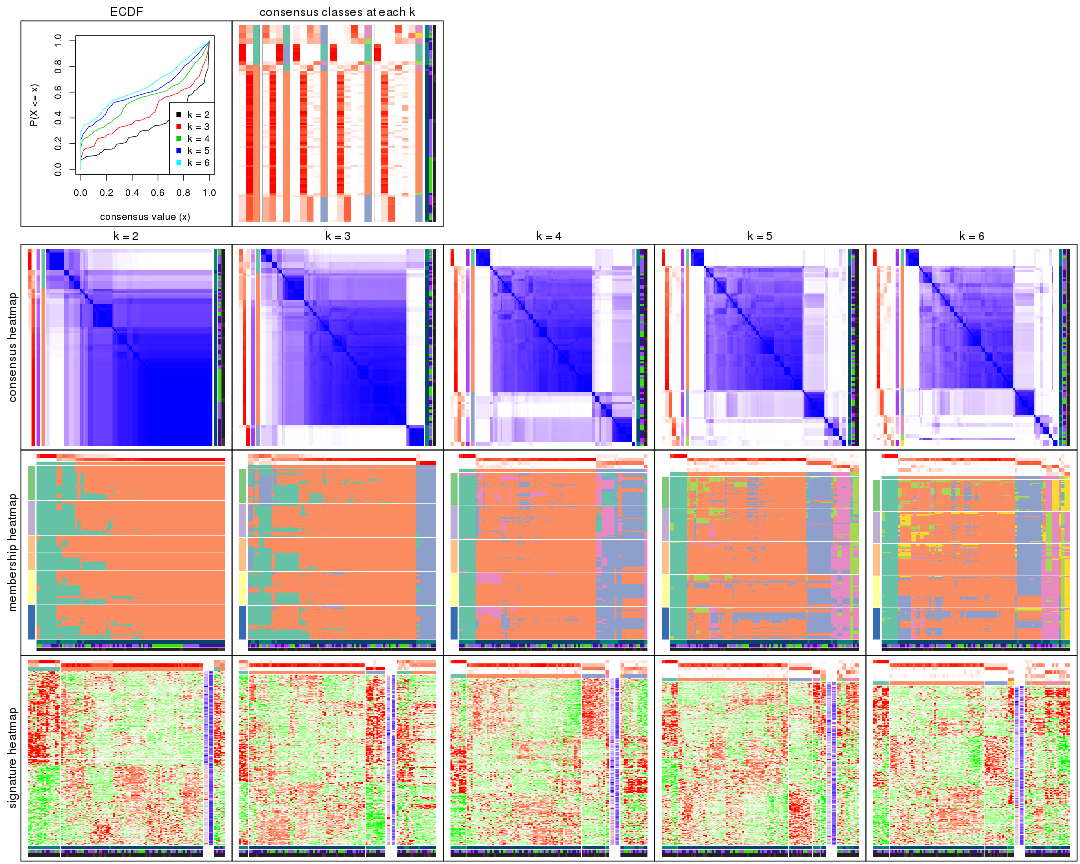 ECDF
consensus classes at each k
P(X <= x)
0.0 0.2 0.4 0.6 0.8 1.0
k = 2
k = 3
k = 4
k = 5
k = 6
0.0 0.2 0.4 0.6 0.8 1.0
consensus value (x)
k = 2 k = 3 k = 4 k = 5 k = 6
consensus heatmap
membership heatmap
signature heatmap